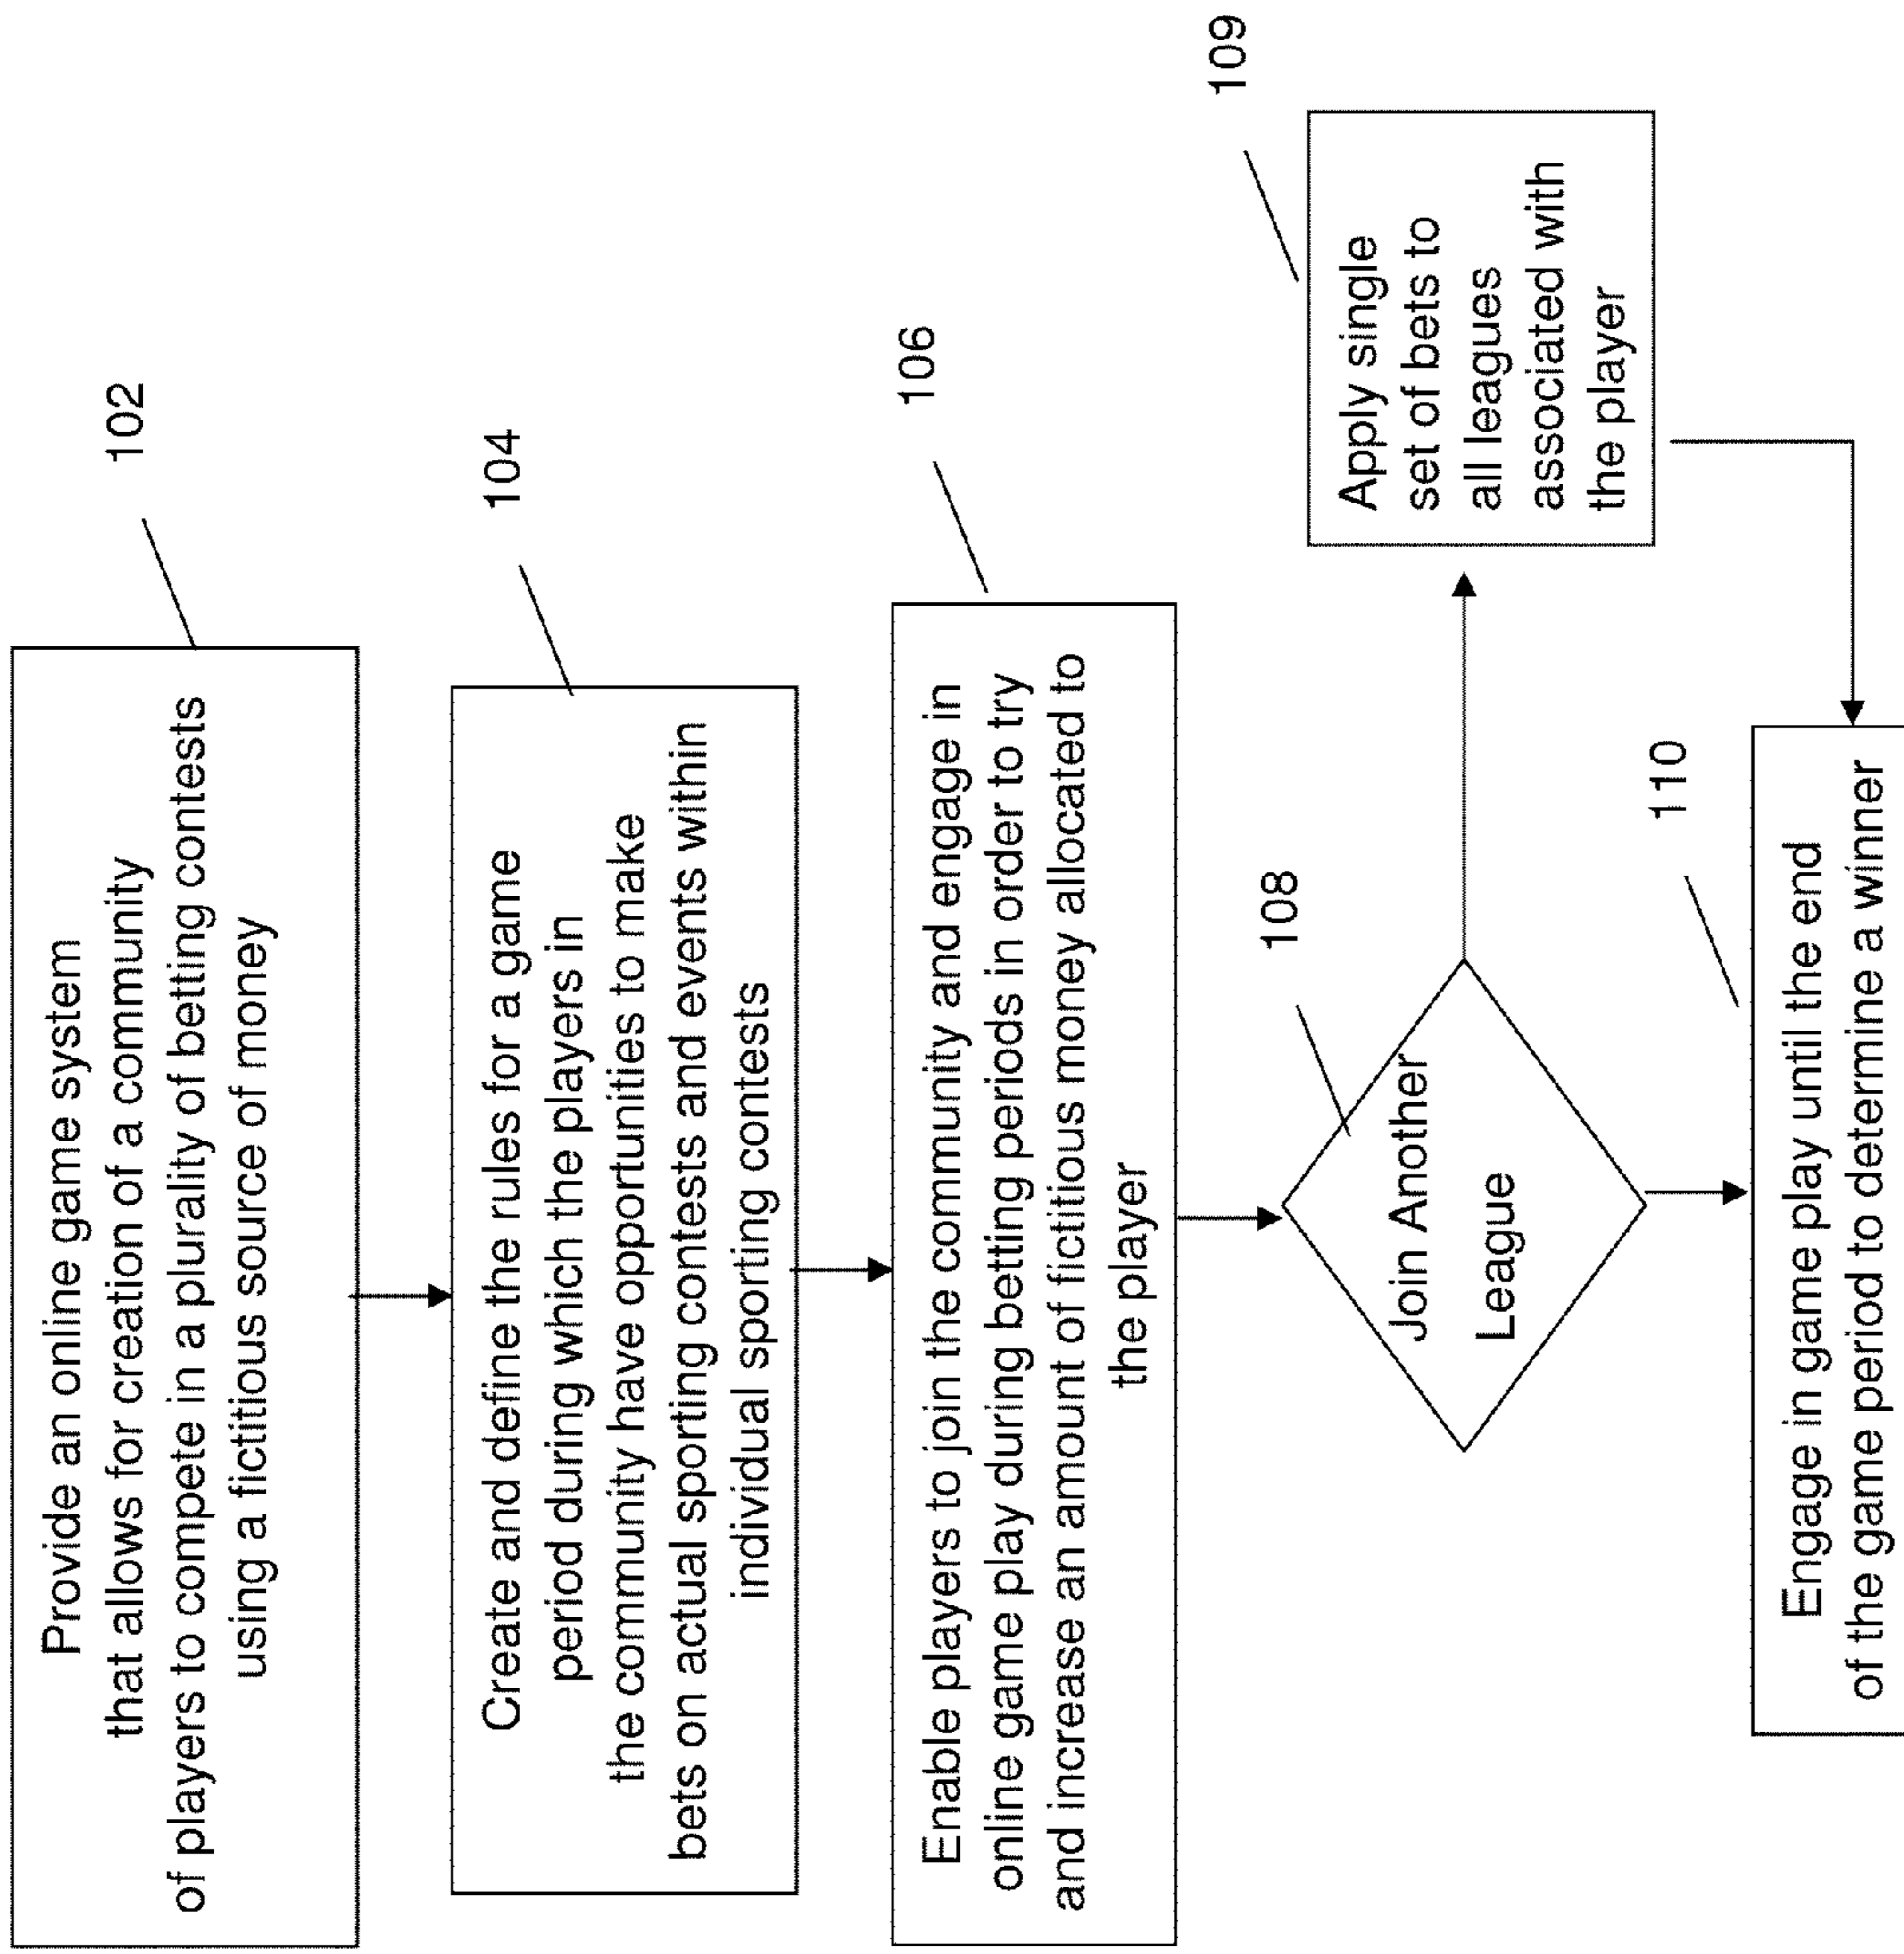 Provide an online game system
that allows for creation of a community
of players to compete in a plurality of betting contests
using a fictitious source of money
102
Create and define the rules for a game
period during which the players in
the community have opportunities to make
bets on actual sporting contests and events within
individual sporting contests
104
Enable players to join the community and engage in
online game play during betting periods in order to try
and increase an amount of fictitious money allocated to
the player
106
Join Another
League
108
Apply single
set of bets to
all leagues
associated with
the player
109
Engage in game play until the end
of the game period to determine a winner
110